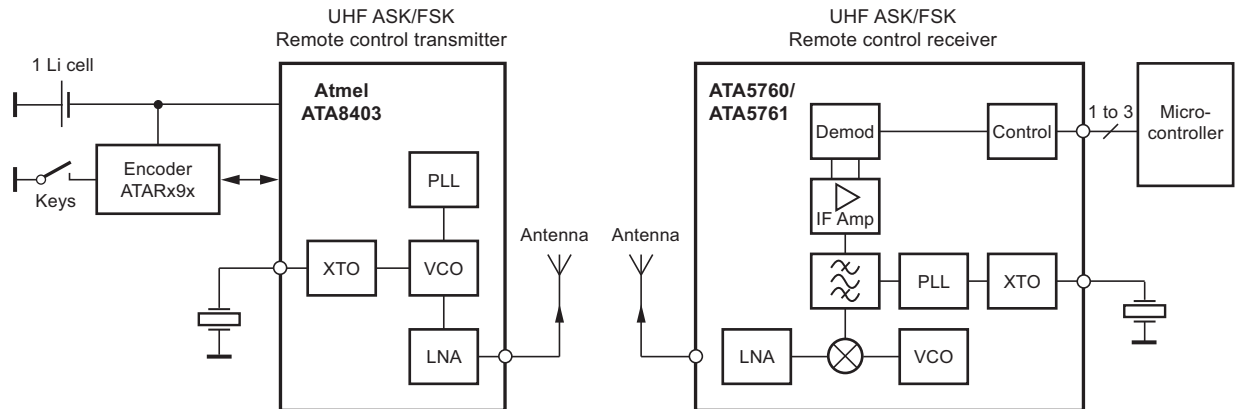 UHF ASK/FSK
Remote control transmitter
UHF ASK/FSK
Remote control receiver
1 Li cell
Atmel
ATA8403
Encoder
ATARx9x
Keys
PLL
XTO
VCO
LNA
Antenna
Antenna
ATA5760/
ATA5761
Demod
Control
1 to 3
Micro-
controller
IF Amp
PLL
XTO
LNA
VCO